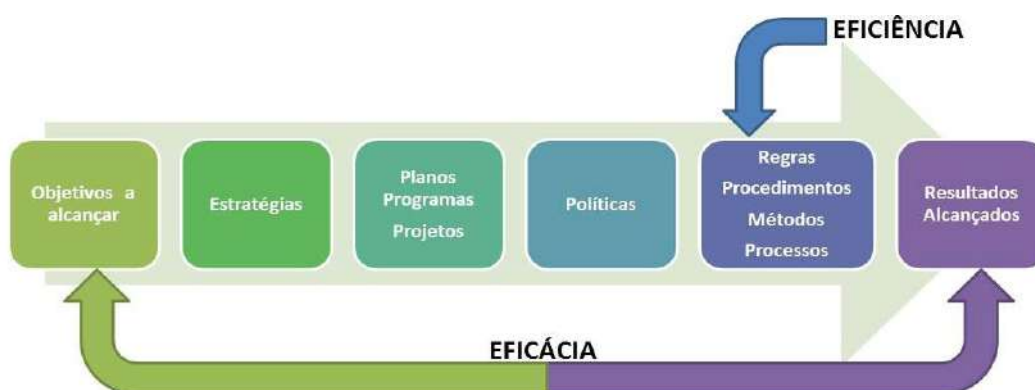 EFICIÊNCIA
Objetivos a
alcançar
Estratégias
Planos
Programas
Projetos
Políticas
Regras
Procedimentos
Métodos
Processos
Resultados
Alcançados
EFICÁCIA